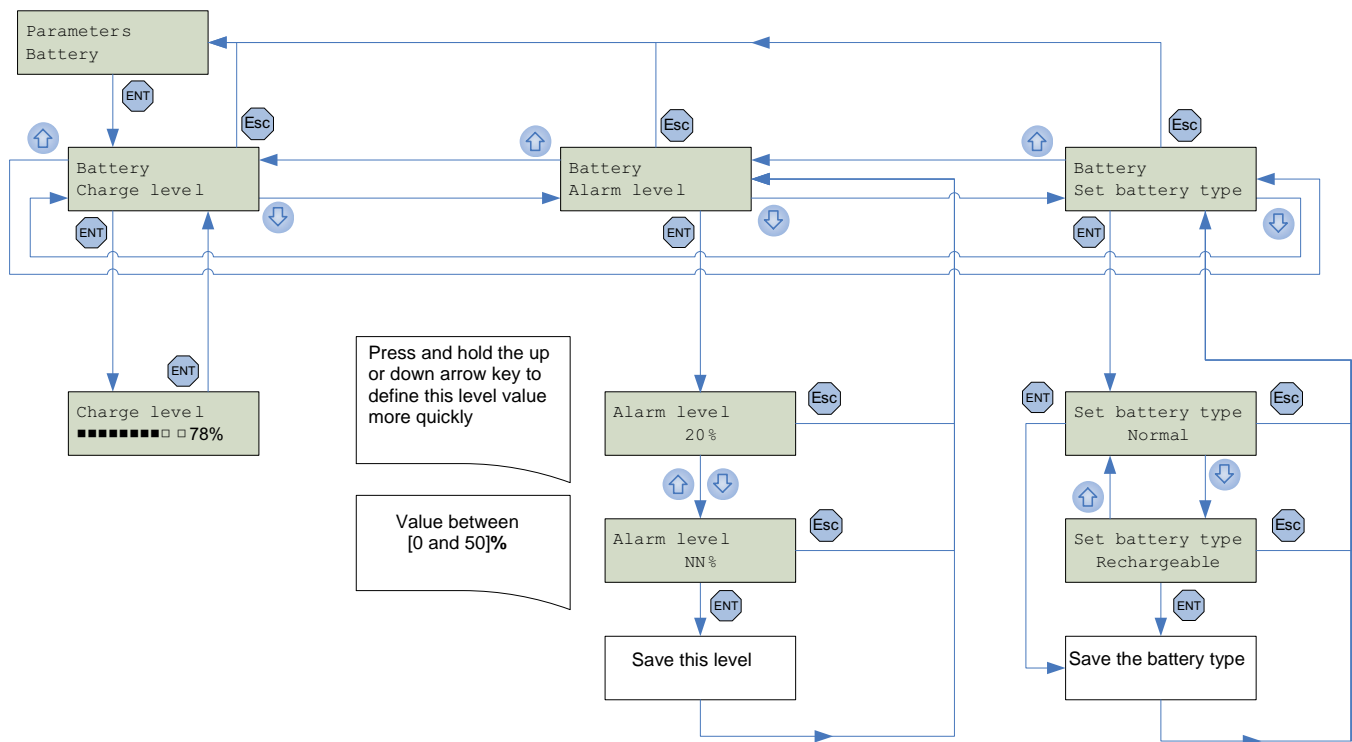 Parameters
Battery
ENT
Esc
Esc
Esc
Battery
Charge level
Battery
Alarm level
Battery
Set battery type
ENT
ENT
ENT
Press and hold the up
or down arrow key to
define this level value
more quickly
ENT
Charge level
78%
Alarm level
20%
Esc
ENT
Set battery type
Normal
Esc
Value between
[0 and 50]%
Alarm level
NN%
Esc
Set battery type
Rechargeable
Esc
ENT
ENT
Save this level
Save the battery type